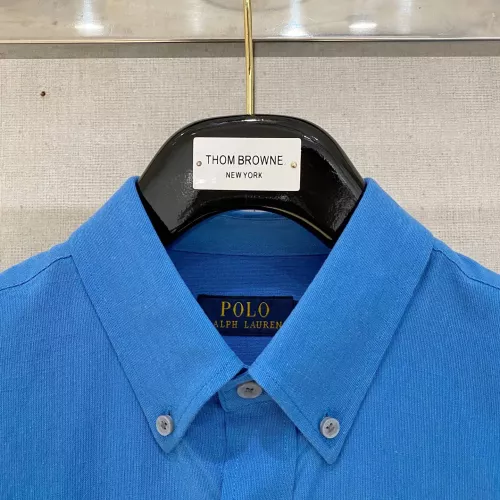 THOM BROWNE
NEW YORK
POLO
RALPH LAUREN